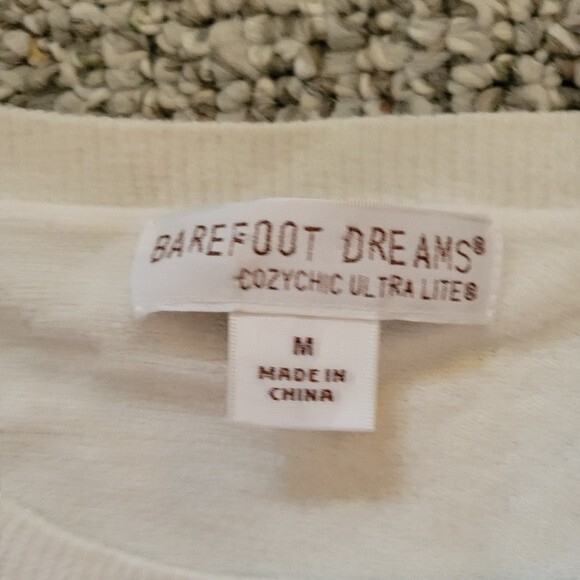 BAREFOOT DREAMS®
COZYCHIC ULTRA LITE®
M
MADE IN
CHINA